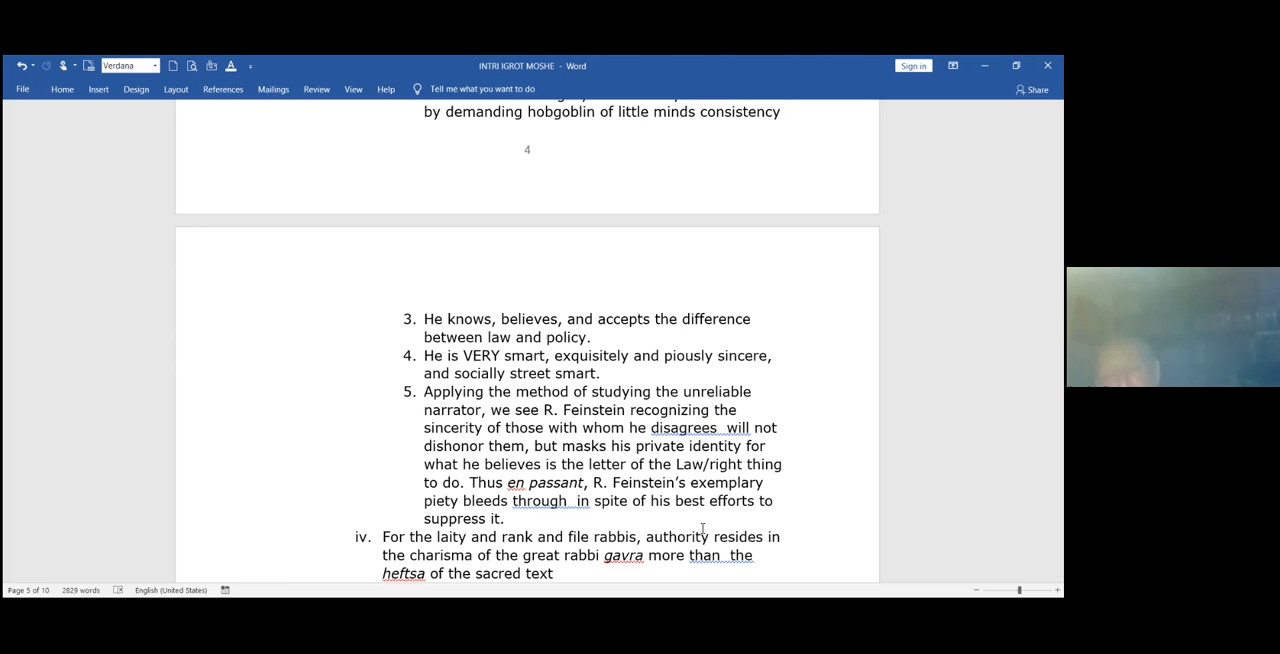 Verdana
INTRI IGROT MOSHE - Word
Sign in
File Home Insert Design Layout References Mailings Review View Help Tell me what you want to do Share
by demanding hobgoblin of little minds consistency
4
3. He knows, believes, and accepts the difference
between law and policy.
4. He is VERY smart, exquisitely and piously sincere,
and socially street smart.
5. Applying the method of studying the unreliable
narrator, we see R. Feinstein recognizing the
sincerity of those with whom he disagrees will not
dishonor them, but masks his private identity for
what he believes is the letter of the Law/right thing
to do. Thus en passant, R. Feinstein's exemplary
piety bleeds through in spite of his best efforts to
suppress it.
iv. For the laity and rank and file rabbis, authority resides in
the charisma of the great rabbi gavra more than the
heftsa of the sacred text
Page 5 of 10 2829 words English (United States)